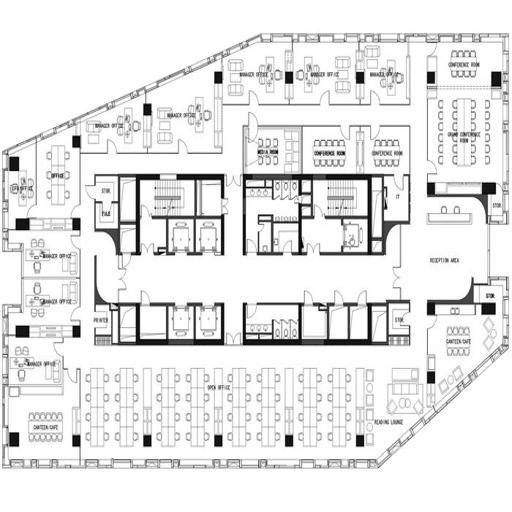 CONFERENCE ROOM
MANAGER OFFICE
MANAGER OFFICE
MANAGER OFFICE
MANAGER OFFICE
MANAGER OFFICE
GRAND CONFERENCE
ROOM
MEDIA ROOM
CONFERENCE ROOM
CONFERENCE ROOM
OFFICE
CFO OFFICE
STOR.
IT
STOR.
MANAGER OFFICE
RECEPTION AREA
MANAGER OFFICE
STOR.
PRINTER
STOR.
CANTEEN CAFE
MANAGER OFFICE
OPEN OFFICE
READING LOUNGE
CANTEEN/CAFE